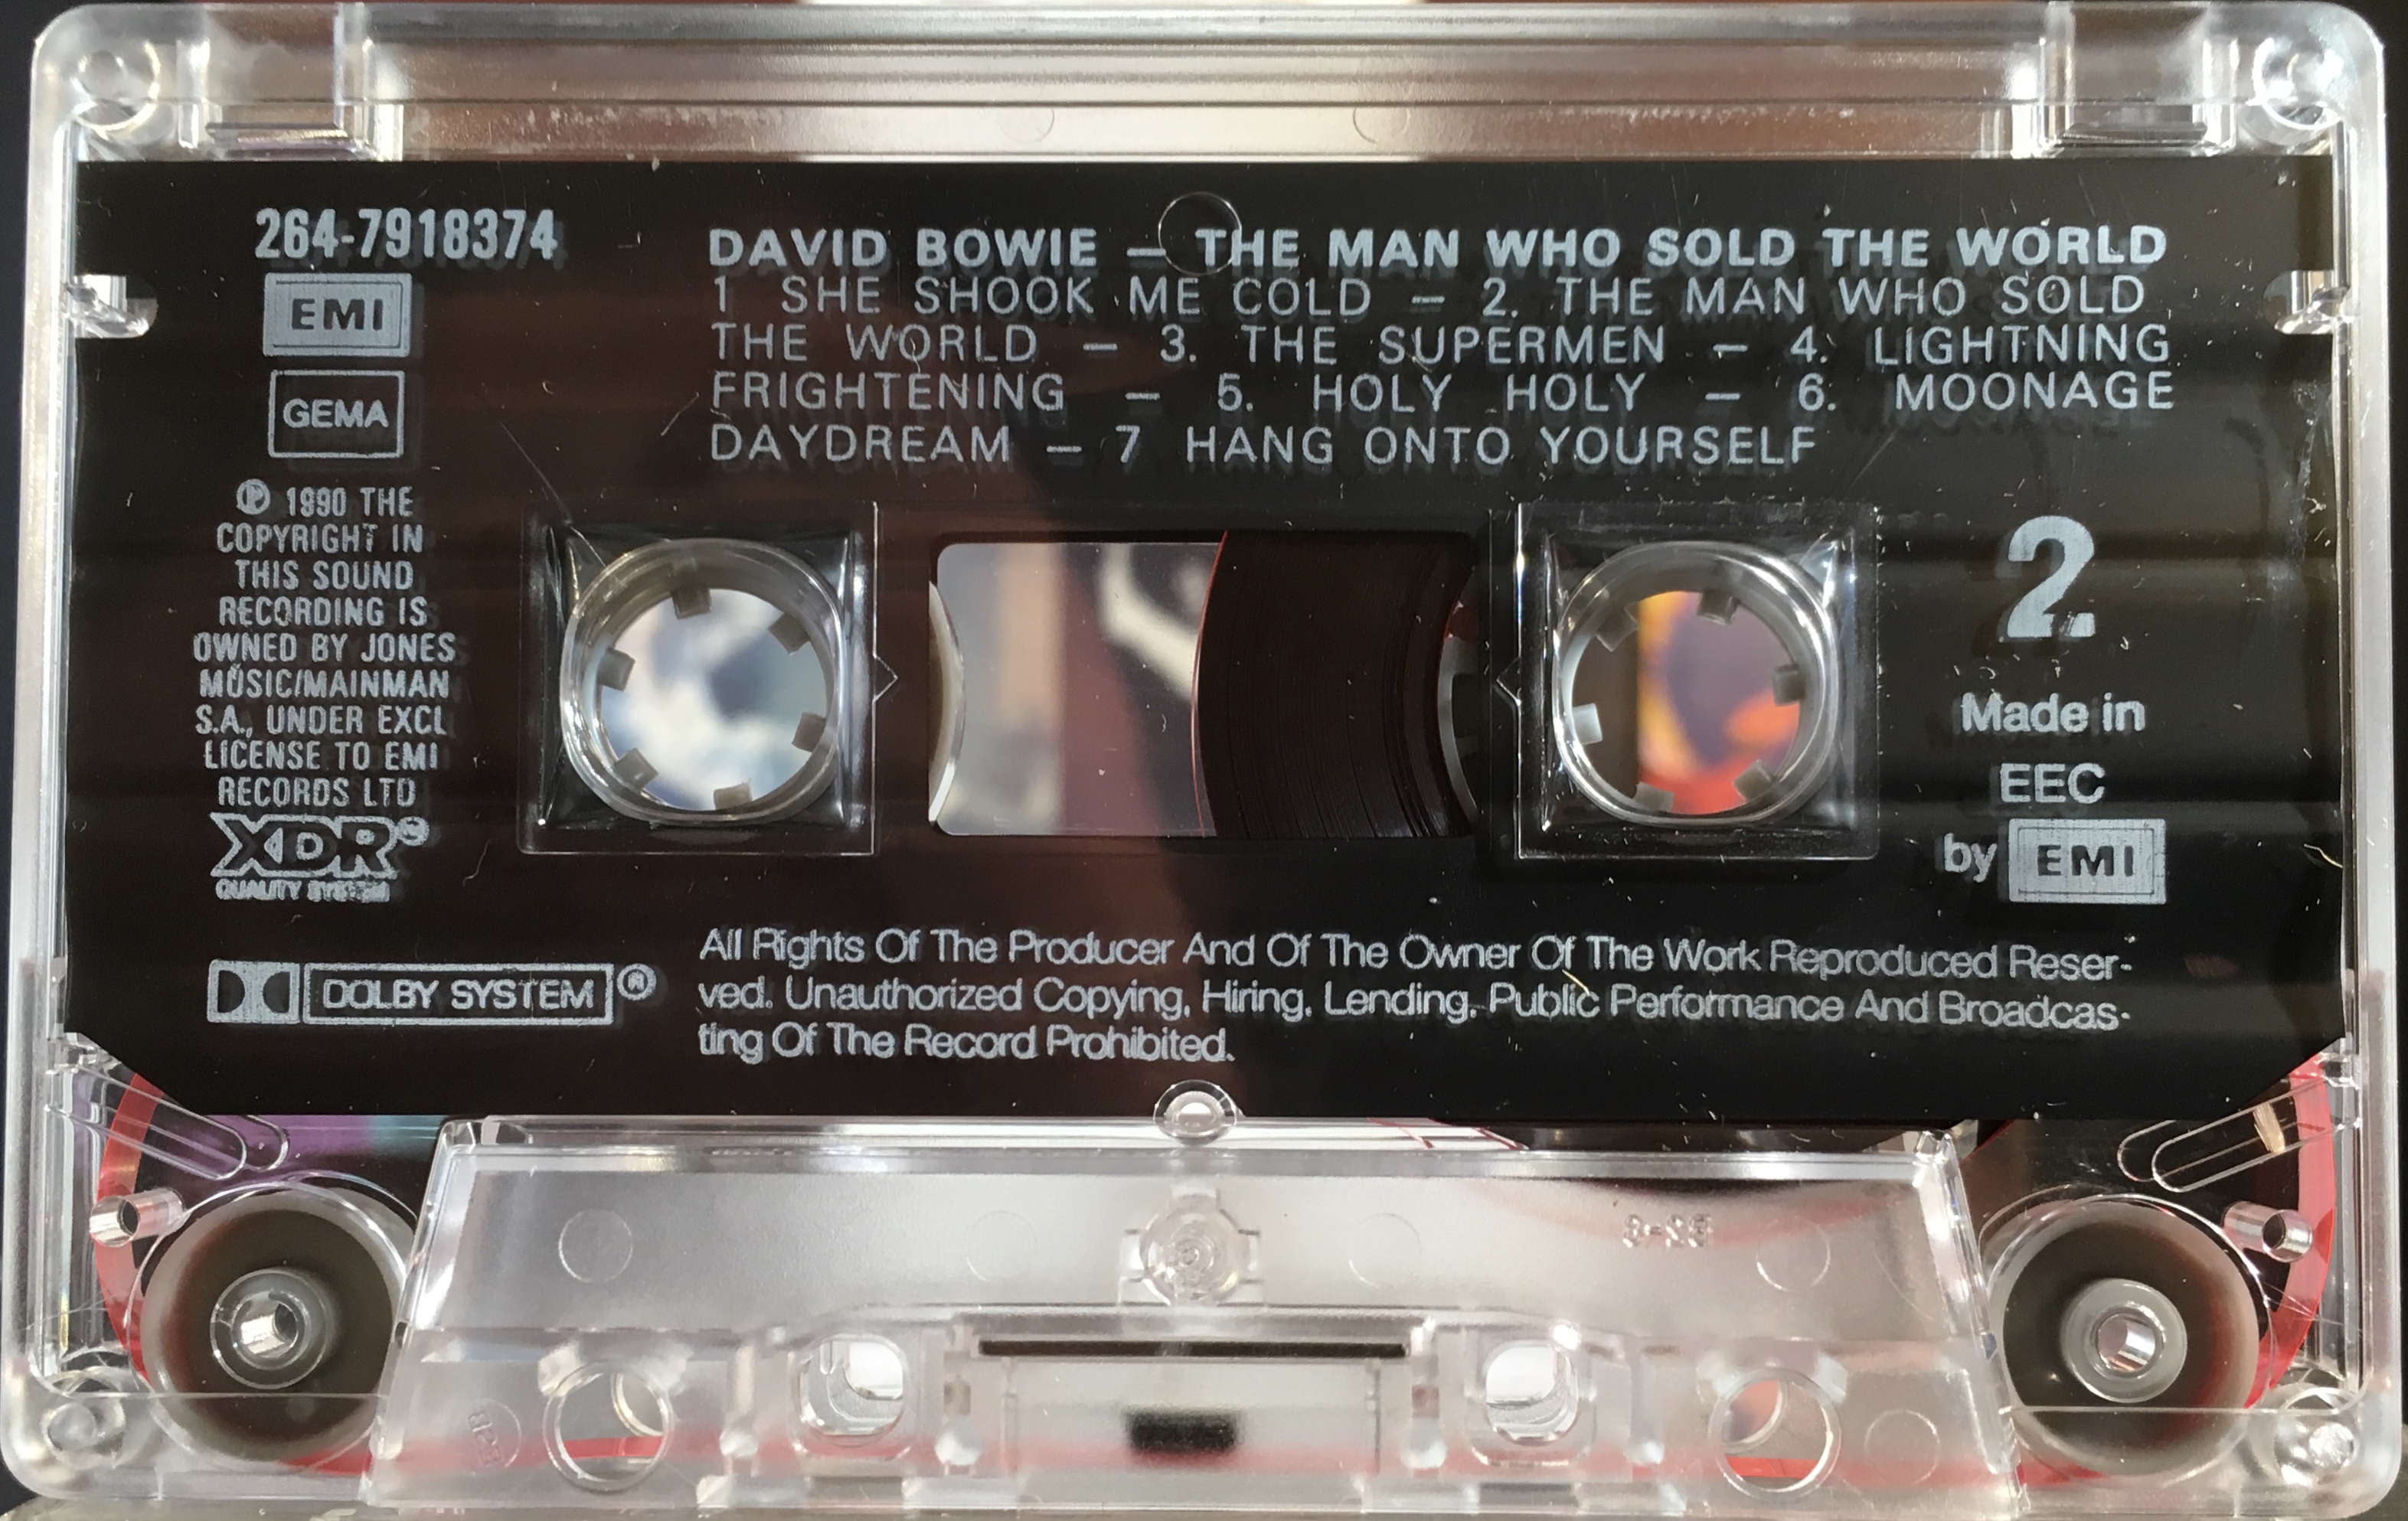 264-7918374
EMI
GEMA
℗ 1990 THE
COPYRIGHT IN
THIS SOUND
RECORDING IS
OWNED BY JONES
MUSIC/MAINMAN
S.A., UNDER EXCL
LICENSE TO EMI
RECORDS LTD
XDR
QUALITY SYSTEM
DOLBY SYSTEM®
DAVID BOWIE – THE MAN WHO SOLD THE WORLD
1 SHE SHOOK ME COLD – 2. THE MAN WHO SOLD
THE WORLD – 3. THE SUPERMEN – 4. LIGHTNING
FRIGHTENING – 5. HOLY HOLY – 6. MOONAGE
DAYDREAM – 7 HANG ONTO YOURSELF
2.
Made in
EEC
by EMI
All Rights Of The Producer And Of The Owner Of The Work Reproduced Reser-
ved. Unauthorized Copying, Hiring, Lending, Public Performance And Broadcas-
ting Of The Record Prohibited.